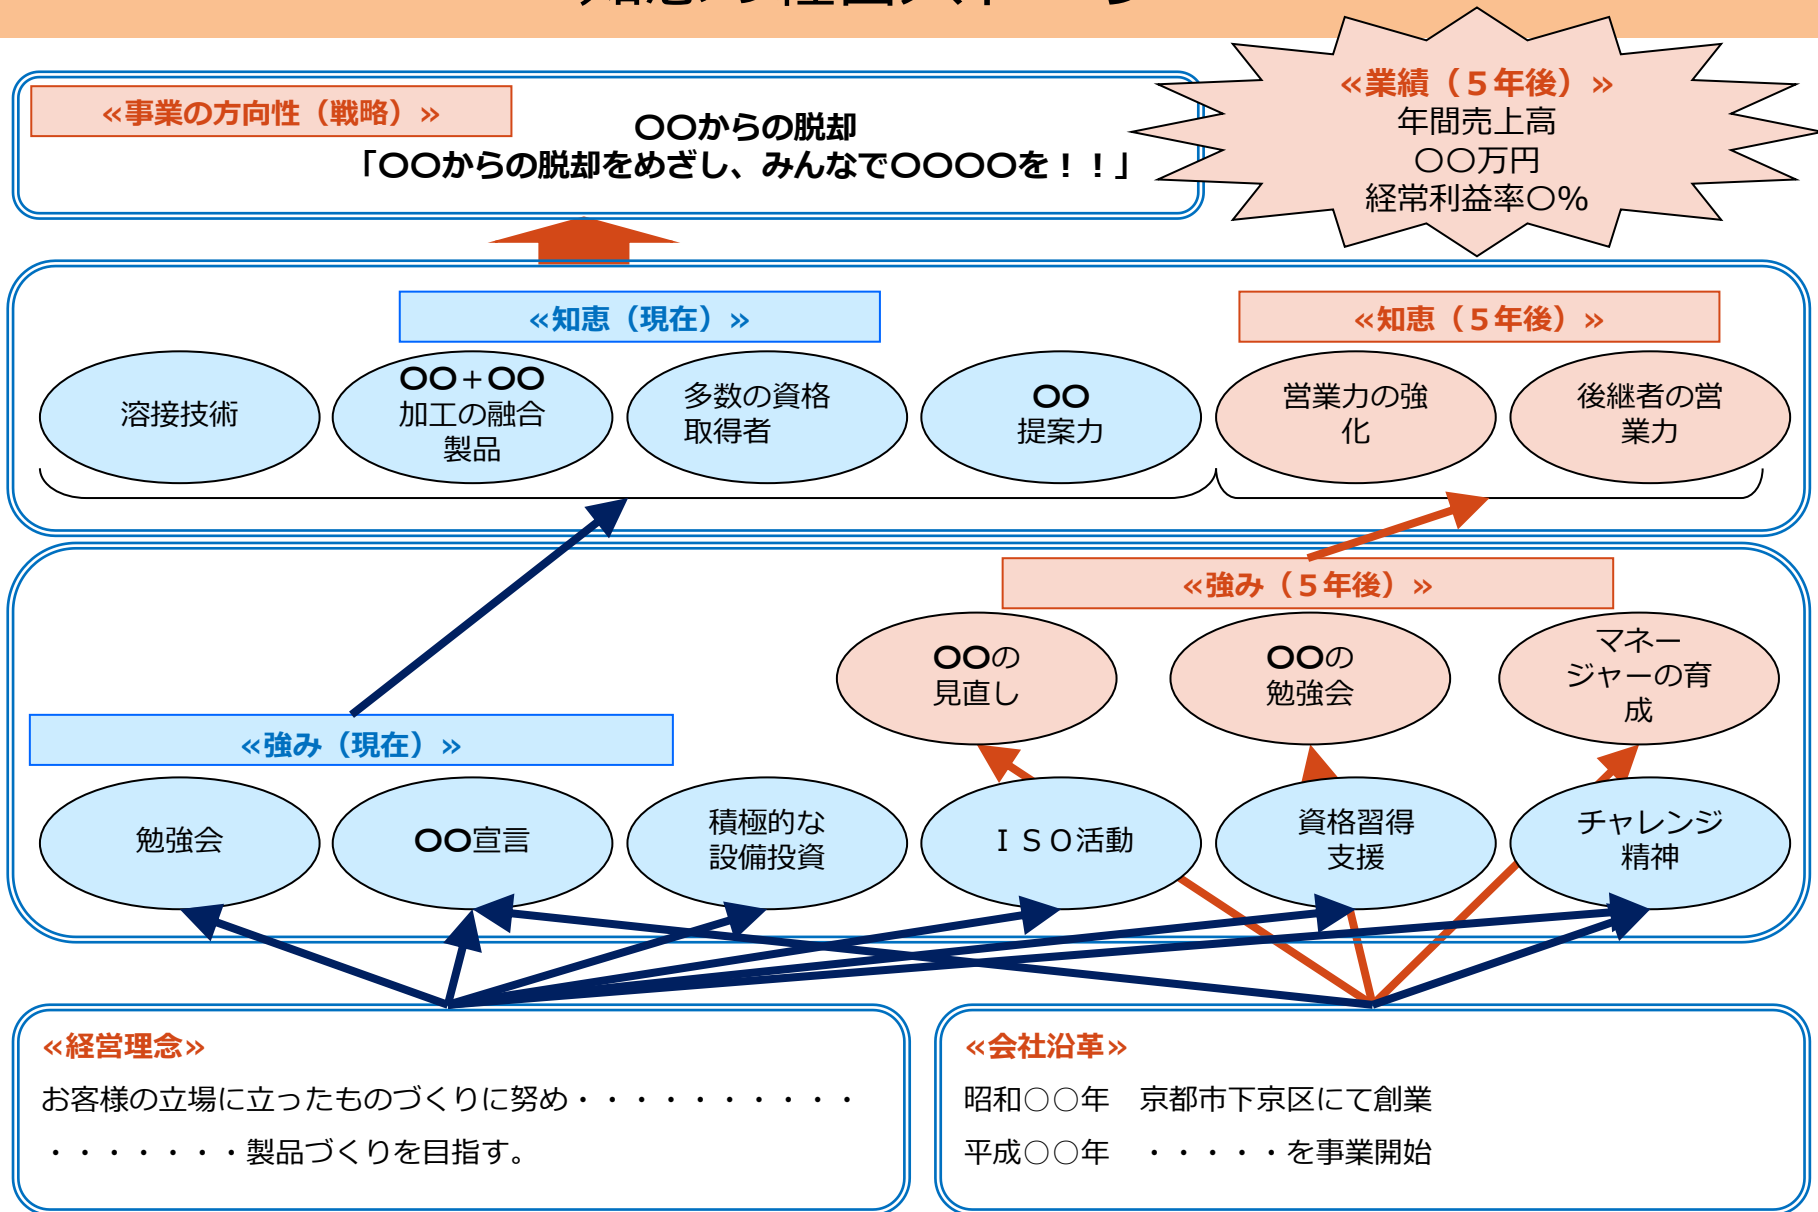 «事業の方向性（戦略）»
〇〇からの脱却
「〇〇からの脱却をめざし、みんなで〇〇〇〇を！！」
«業績（５年後）»
年間売上高
〇〇万円
経常利益率〇%
«知恵（現在）»
«知恵（５年後）»
溶接技術
〇〇＋〇〇
加工の融合
製品
多数の資格
取得者
〇〇
提案力
営業力の強
化
後継者の営
業力
«強み（５年後）»
〇〇の
見直し
〇〇の
勉強会
マネー
ジャーの育
成
«強み（現在）»
勉強会
〇〇宣言
積極的な
設備投資
ＩＳＯ活動
資格習得
支援
チャレンジ
精神
«経営理念»
お客様の立場に立ったものづくりに努め・・・・・・・・・・
・・・・・・・製品づくりを目指す。
«会社沿革»
昭和○○年　京都市下京区にて創業
平成○○年　・・・・・を事業開始